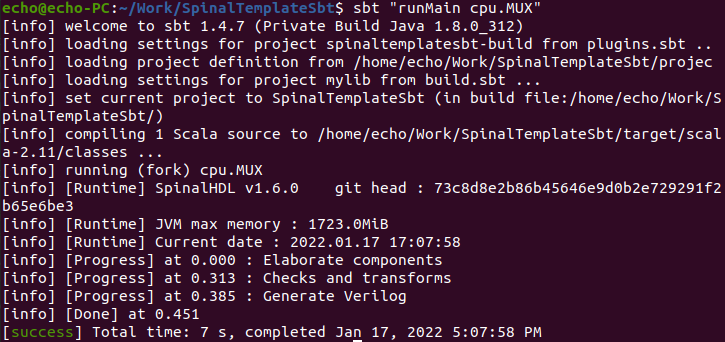 echo@echo-PC:~/Work/SpinalTemplateSbt$ sbt "runMain cpu.MUX"
[info] welcome to sbt 1.4.7 (Private Build Java 1.8.0_312)
[info] loading settings for project spinaltemplatesbt-build from plugins.sbt ..
[info] loading project definition from /home/echo/Work/SpinalTemplateSbt/projec
[info] loading settings for project mylib from build.sbt ...
[info] set current project to SpinalTemplateSbt (in build file:/home/echo/Work/S
pinalTemplateSbt/)
[info] compiling 1 Scala source to /home/echo/Work/SpinalTemplateSbt/target/scal
a-2.11/classes ...
[info] running (fork) cpu.MUX
[info] [Runtime] SpinalHDL v1.6.0    git head : 73c8d8e2b86b45646e9d0b2e729291f2
b65e6be3
[info] [Runtime] JVM max memory : 1723.0MiB
[info] [Runtime] Current date : 2022.01.17 17:07:58
[info] [Progress] at 0.000 : Elaborate components
[info] [Progress] at 0.313 : Checks and transforms
[info] [Progress] at 0.385 : Generate Verilog
[info] [Done] at 0.451
[success] Total time: 7 s, completed Jan 17, 2022 5:07:58 PM